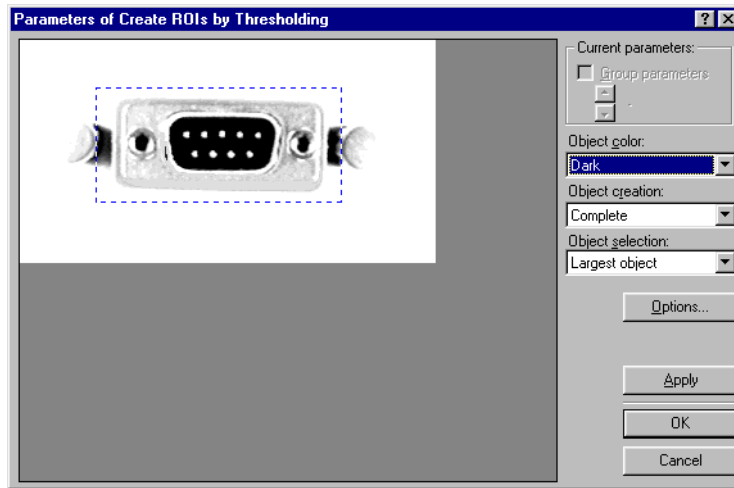 Parameters of Create ROIs by Thresholding
Current parameters:
Group parameters
-
Object color:
Dark
Object creation:
Complete
Object selection:
Largest object
Options...
Apply
OK
Cancel